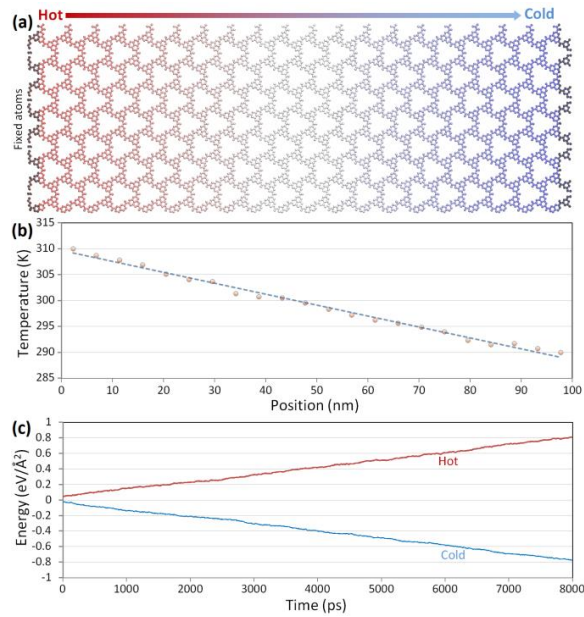 Hot Cold
(a)
Fixed atoms
(b)
315
310
305
300
295
290
285
Temperature (K)
0 10 20 30 40 50 60 70 80 90 100
Position (nm)
(c)
1
0.8
0.6
0.4
0.2
0
-0.2
-0.4
-0.6
-0.8
-1
Energy (eV/Å²)
Hot
Cold
0 1000 2000 3000 4000 5000 6000 7000 8000
Time (ps)